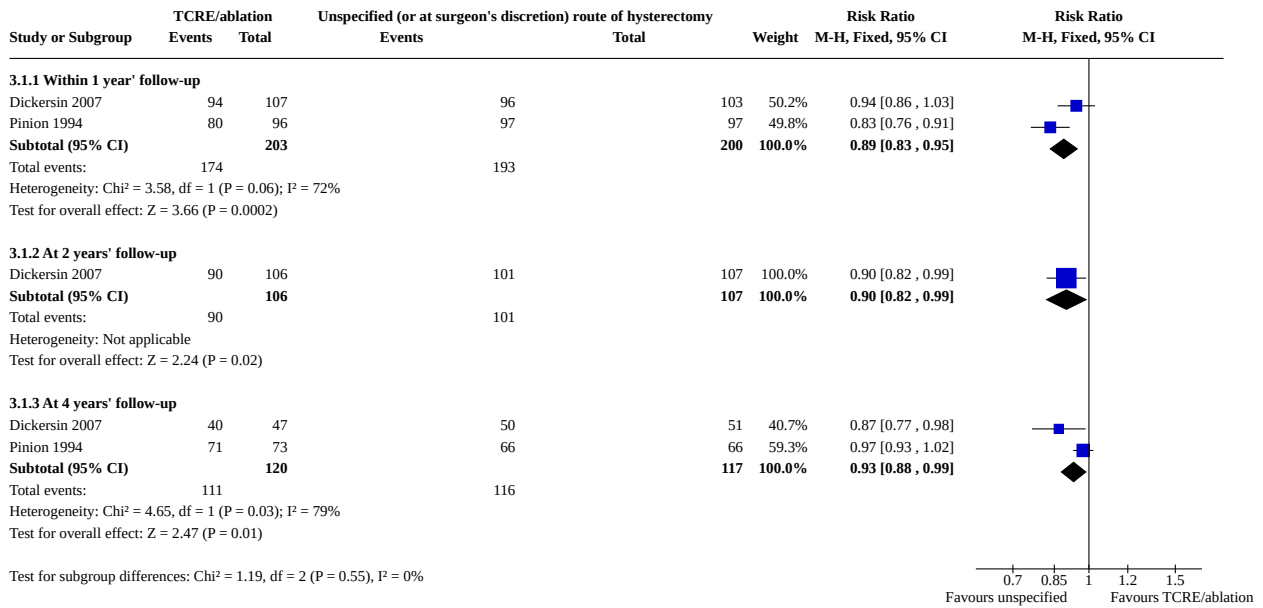 TCRE/ablation Unspecified (or at surgeon's discretion) route of hysterectomy Risk Ratio Risk Ratio
Study or Subgroup Events Total Events Total Weight M-H, Fixed, 95% CI M-H, Fixed, 95% CI
3.1.1 Within 1 year' follow-up
Dickersin 2007 94 107 96 103 50.2% 0.94 [0.86 , 1.03]
Pinion 1994 80 96 97 97 49.8% 0.83 [0.76 , 0.91]
Subtotal (95% CI) 203 200 100.0% 0.89 [0.83 , 0.95]
Total events: 174 193
Heterogeneity: Chi² = 3.58, df = 1 (P = 0.06); I² = 72%
Test for overall effect: Z = 3.66 (P = 0.0002)
3.1.2 At 2 years' follow-up
Dickersin 2007 90 106 101 107 100.0% 0.90 [0.82 , 0.99]
Subtotal (95% CI) 106 107 100.0% 0.90 [0.82 , 0.99]
Total events: 90 101
Heterogeneity: Not applicable
Test for overall effect: Z = 2.24 (P = 0.02)
3.1.3 At 4 years' follow-up
Dickersin 2007 40 47 50 51 40.7% 0.87 [0.77 , 0.98]
Pinion 1994 71 73 66 66 59.3% 0.97 [0.93 , 1.02]
Subtotal (95% CI) 120 117 100.0% 0.93 [0.88 , 0.99]
Total events: 111 116
Heterogeneity: Chi² = 4.65, df = 1 (P = 0.03); I² = 79%
Test for overall effect: Z = 2.47 (P = 0.01)
Test for subgroup differences: Chi² = 1.19, df = 2 (P = 0.55), I² = 0%
0.7 0.85 1 1.2 1.5
Favours unspecified Favours TCRE/ablation